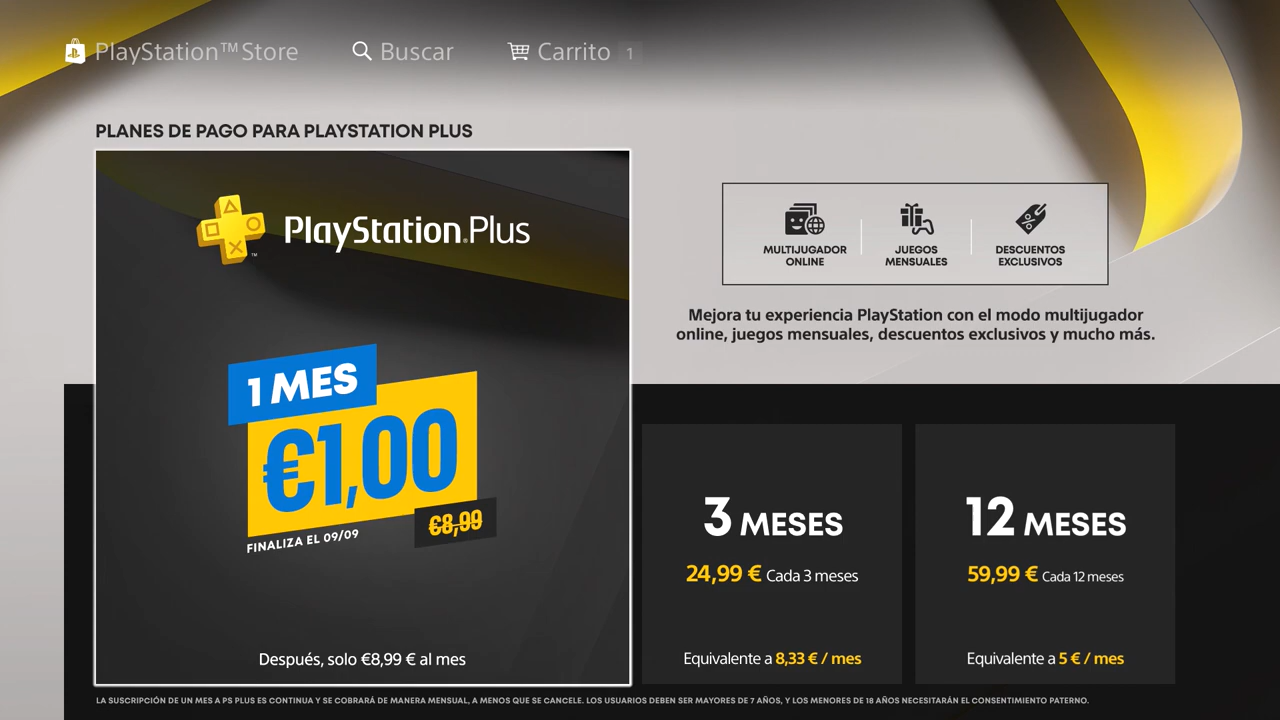 PlayStation™Store
Buscar
Carrito 1
PLANES DE PAGO PARA PLAYSTATION PLUS
PlayStation®Plus
TM
1 MES
€1,00
€8,99
FINALIZA EL 09/09
Después, solo €8,99 € al mes
MULTIJUGADOR
ONLINE
JUEGOS
MENSUALES
DESCUENTOS
EXCLUSIVOS
Mejora tu experiencia PlayStation con el modo multijugador
online, juegos mensuales, descuentos exclusivos y mucho más.
3 MESES
24,99 € Cada 3 meses
Equivalente a 8,33 € / mes
12 MESES
59,99 € Cada 12 meses
Equivalente a 5 € / mes
LA SUSCRIPCIÓN DE UN MES A PS PLUS ES CONTINUA Y SE COBRARÁ DE MANERA MENSUAL, A MENOS QUE SE CANCELE. LOS USUARIOS DEBEN SER MAYORES DE 7 AÑOS, Y LOS MENORES DE 18 AÑOS NECESITARÁN EL CONSENTIMIENTO PATERNO.